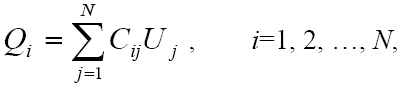 Q_i = \sum_{j=1}^{N} C_{ij} U_j , i=1, 2, …, N,